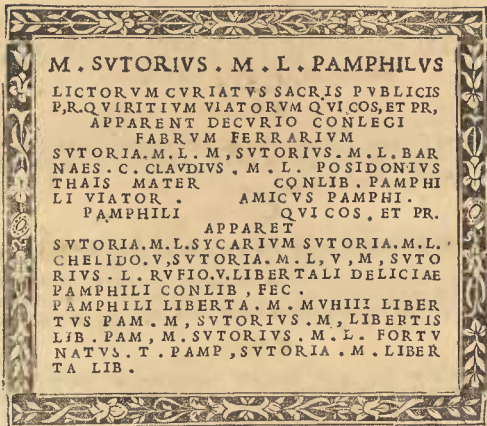 M . SVTORIVS . M . L . PAMPHILVS
LICTORVM CVRIATVS SACRIS PVBLICIS
P,R.QVIRITIVM VIATORVM QVI COS, ET PR,
APPARENT DECVRIO CONLEGI
FABRVM FERRARIVM
SVTORIA.M.L.M,SVTORIVS.M.L.BAR
NAES.C.CLAVDIVS.M.L.POSIDONIVS
THAIS MATER CONLIB.PAMPHI
LI VIATOR. AMICVS PAMPHI.
PAMPHILI QVI COS, ET PR.
APPARET
SVTORIA.M.L.SYCARIVM SVTORIA.M.L.
CHELIDO.V,SVTORIA.M.L,V,M,SVTO
RIVS.L.RVFIO.V.LIBERTALI DELICIAE
PAMPHILI CONLIB,FEC.
PAMPHILI LIBERTA.M.MVHIII LIBER
TVS PAM.M,SVTORIVS.M,LIBERTIS
LIB.PAM,M.SVTORIVS.M.L.FORTV
NATVS.T.PAMP,SVTORIA.M.LIBER
TA LIB.